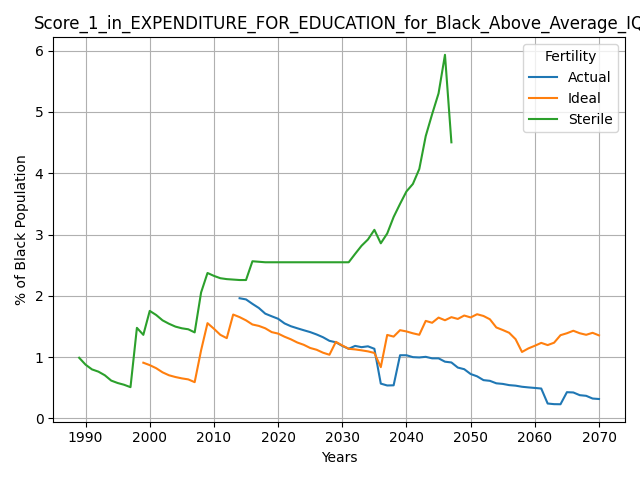 Score_1_in_EXPENDITURE_FOR_EDUCATION_for_Black_Above_Average_IQ
Fertility
Actual
Ideal
Sterile
% of Black Population
6
5
4
3
2
1
0
1990 2000 2010 2020 2030 2040 2050 2060 2070
Years